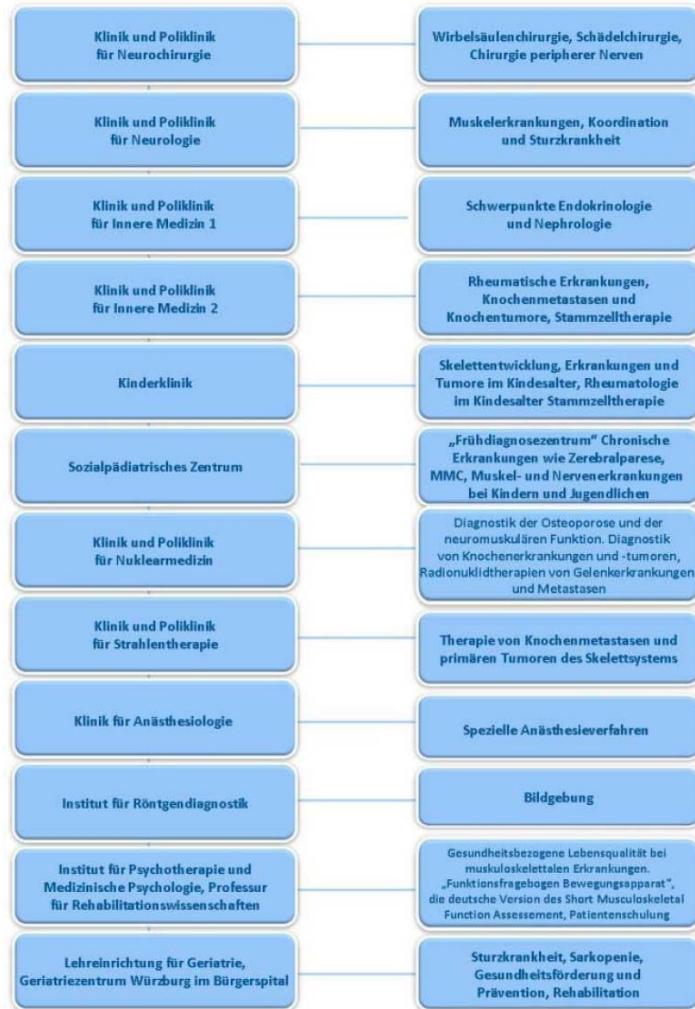 Klinik und Poliklinik
für Neurochirurgie
Wirbelsäulenchirurgie, Schädelchirurgie,
Chirurgie peripherer Nerven
Klinik und Poliklinik
für Neurologie
Muskelerkrankungen, Koordination
und Sturzkrankheit
Klinik und Poliklinik
für Innere Medizin 1
Schwerpunkte Endokrinologie
und Nephrologie
Klinik und Poliklinik
für Innere Medizin 2
Rheumatische Erkrankungen,
Knochenmetastasen und
Knochentumore, Stammzelltherapie
Kinderklinik
Skelettentwicklung, Erkrankungen und
Tumore im Kindesalter, Rheumatologie
im Kindesalter Stammzelltherapie
Sozialpädiatrisches Zentrum
„Frühdiagnosezentrum“ Chronische
Erkrankungen wie Zerebralparese,
MMC, Muskel- und Nervenerkrankungen
bei Kindern und Jugendlichen
Klinik und Poliklinik
für Nuklearmedizin
Diagnostik der Osteoporose und der
neuromuskulären Funktion. Diagnostik
von Knochenerkrankungen und -tumoren,
Radionuklidtherapien von Gelenkerkrankungen
und Metastasen
Klinik und Poliklinik
für Strahlentherapie
Therapie von Knochenmetastasen und
primären Tumoren des Skelettsystems
Klinik für Anästhesiologie
Spezielle Anästhesieverfahren
Institut für Röntgendiagnostik
Bildgebung
Institut für Psychotherapie und
Medizinische Psychologie, Professur
für Rehabilitationswissenschaften
Gesundheitsbezogene Lebensqualität bei
muskuloskelettalen Erkrankungen.
„Funktionsfragebogen Bewegungsapparat“,
die deutsche Version des Short Musculoskeletal
Function Assessment, Patientenschulung
Lehreinrichtung für Geriatrie,
Geriatriezentrum Würzburg im Bürgerspital
Sturzkrankheit, Sarkopenie,
Gesundheitsförderung und
Prävention, Rehabilitation